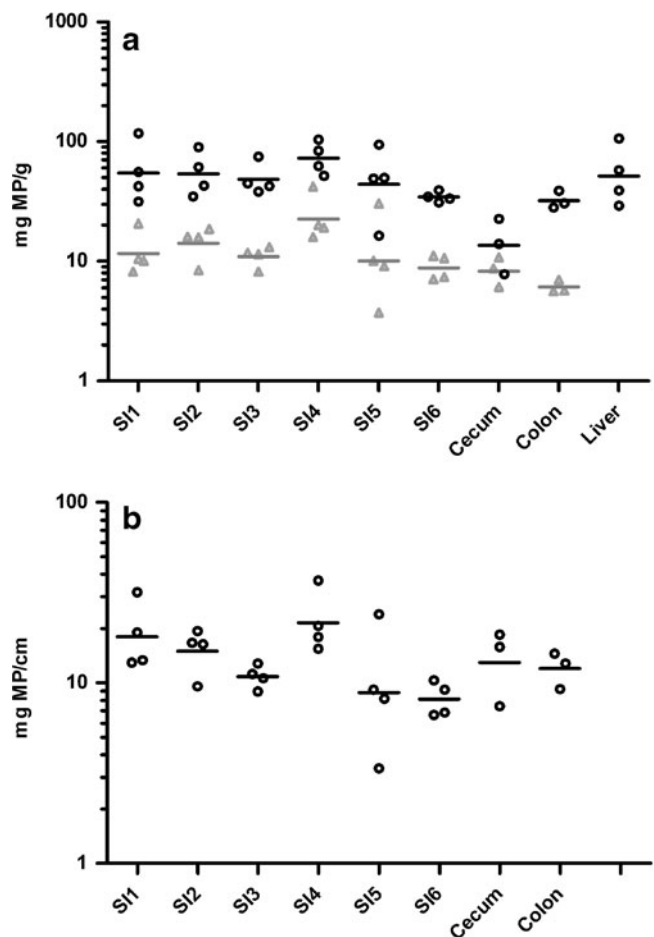 a
mg MP/g
1000
100
10
1
SI1
SI2
SI3
SI4
SI5
SI6
Cecum
Colon
Liver
b
mg MP/cm
100
10
1
SI1
SI2
SI3
SI4
SI5
SI6
Cecum
Colon